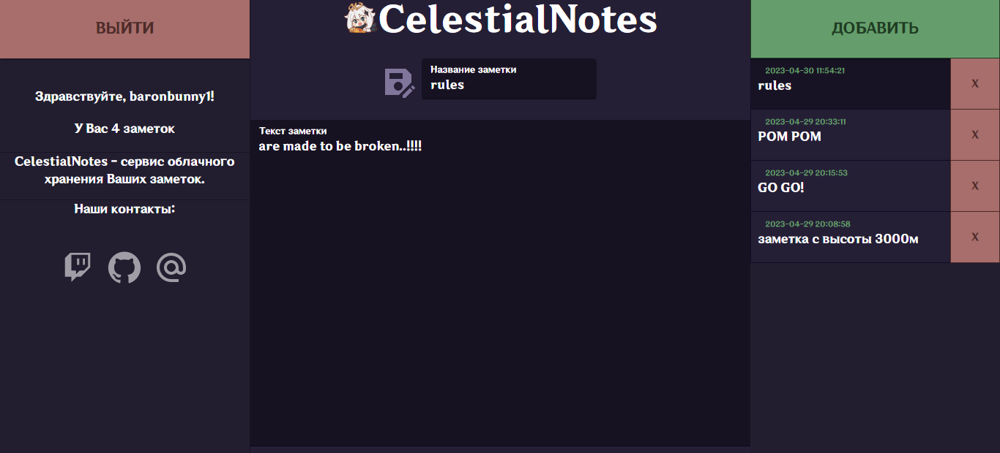 ВЫЙТИ
Здравствуйте, baronbunny1!
У Вас 4 заметок
CelestialNotes - сервис облачного
хранения Ваших заметок.
Наши контакты:
CelestialNotes
Название заметки
rules
Текст заметки
are made to be broken..!!!!
ДОБАВИТЬ
2023-04-30 11:54:21
rules
X
2023-04-29 20:33:11
POM POM
X
2023-04-29 20:15:53
GO GO!
X
2023-04-29 20:08:58
заметка с высоты 3000м
X